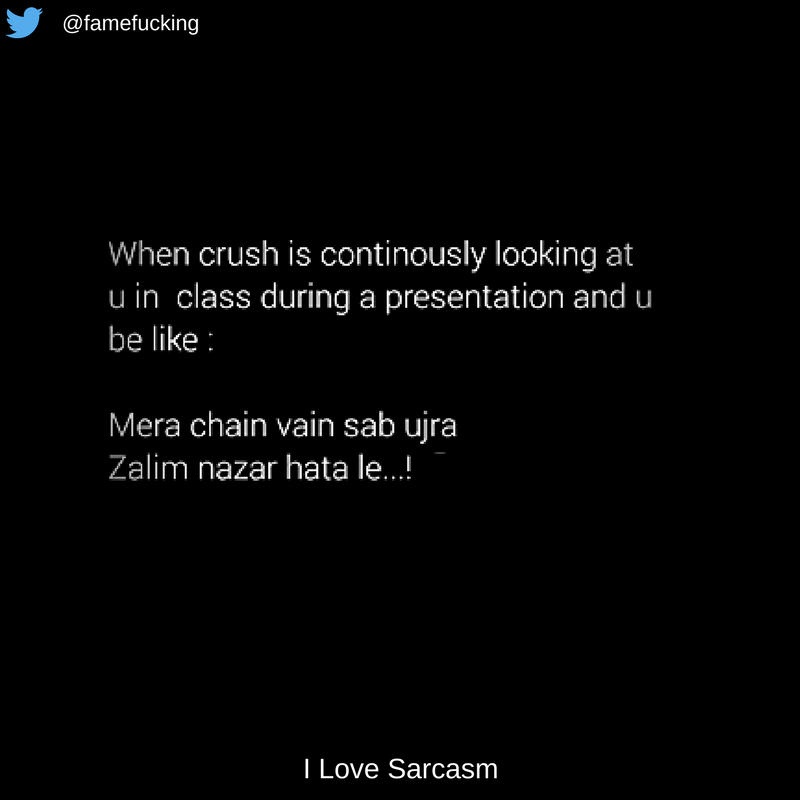 @famefucking
When crush is continously looking at
u in class during a presentation and u
be like :
Mera chain vain sab ujra
Zalim nazar hata le...!
I Love Sarcasm